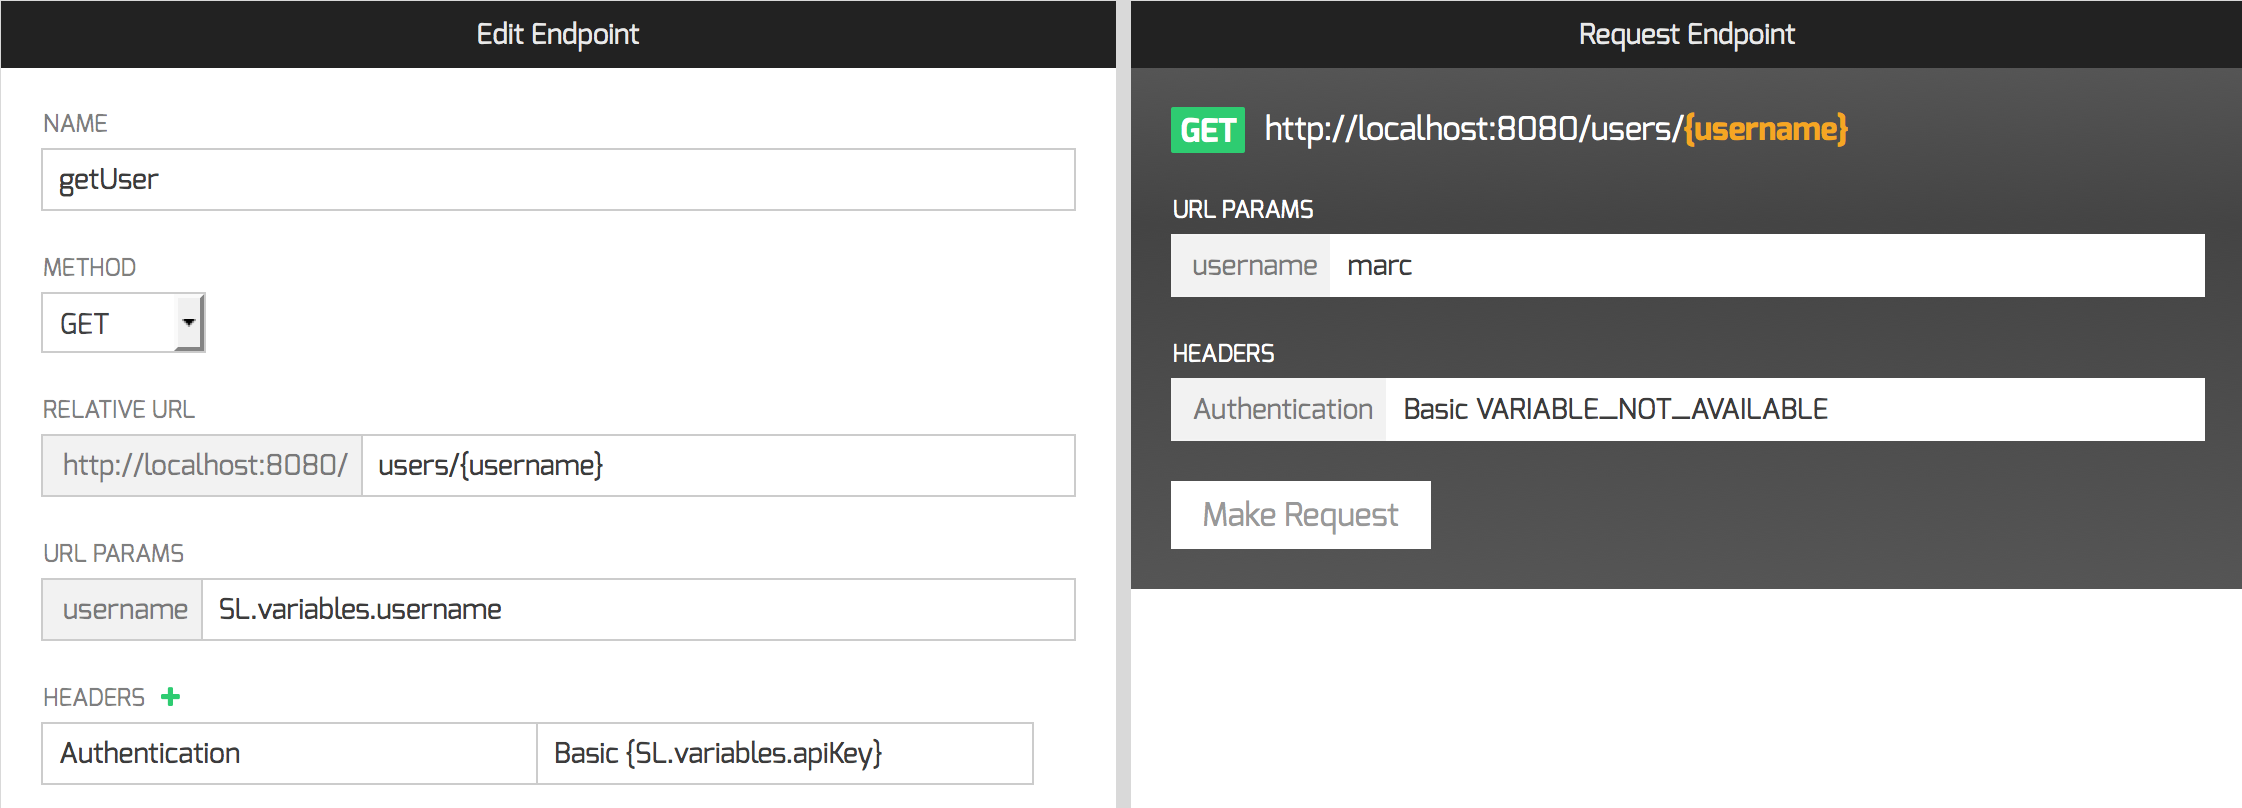 Edit Endpoint
NAME
getUser
METHOD
GET
RELATIVE URL
http://localhost:8080/ users/{username}
URL PARAMS
username SL.variables.username
HEADERS
Authentication Basic {SL.variables.apiKey}
Request Endpoint
GET http://localhost:8080/users/{username}
URL PARAMS
username marc
HEADERS
Authentication Basic VARIABLE_NOT_AVAILABLE
Make Request